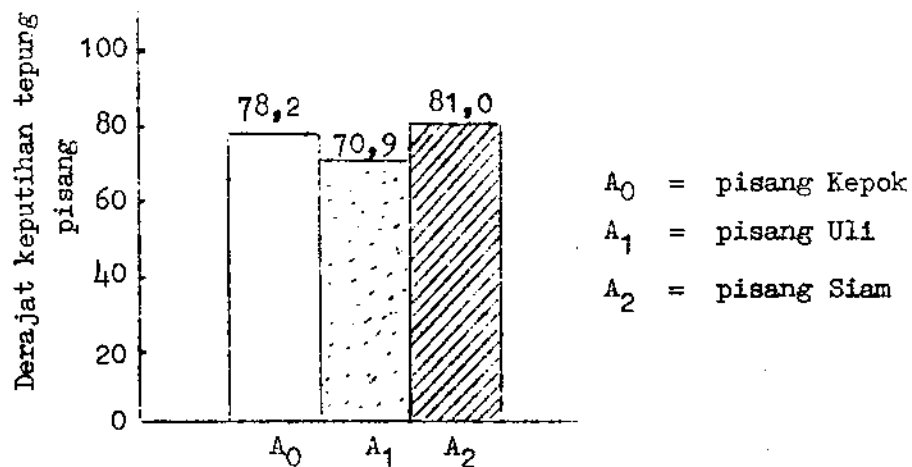 Derajat keputihan tepung
pisang
100
80
60
40
20
0
78,2
70,9
81,0
A0
A1
A2
A0 = pisang Kepok
A1 = pisang Uli
A2 = pisang Siam